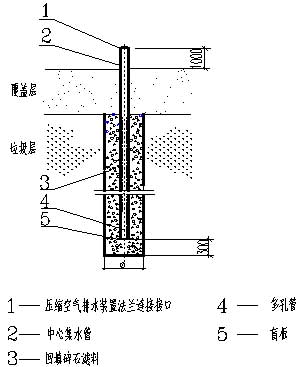 1
2
1000
覆盖层
垃圾层
3
4
5
300
ø
1——压缩空气排水装置法兰连接接口
2——中心集水管
3——回填碎石滤料
4——多孔管
5——盲板